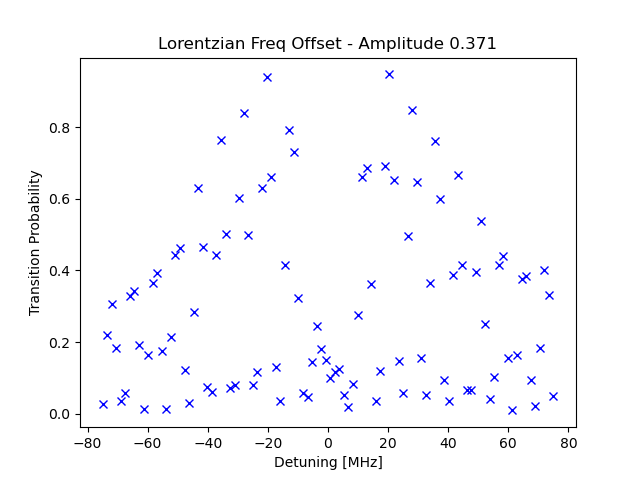 Lorentzian Freq Offset - Amplitude 0.371
Transition Probability
0.8
0.6
0.4
0.2
0.0
−80 −60 −40 −20 0 20 40 60 80
Detuning [MHz]